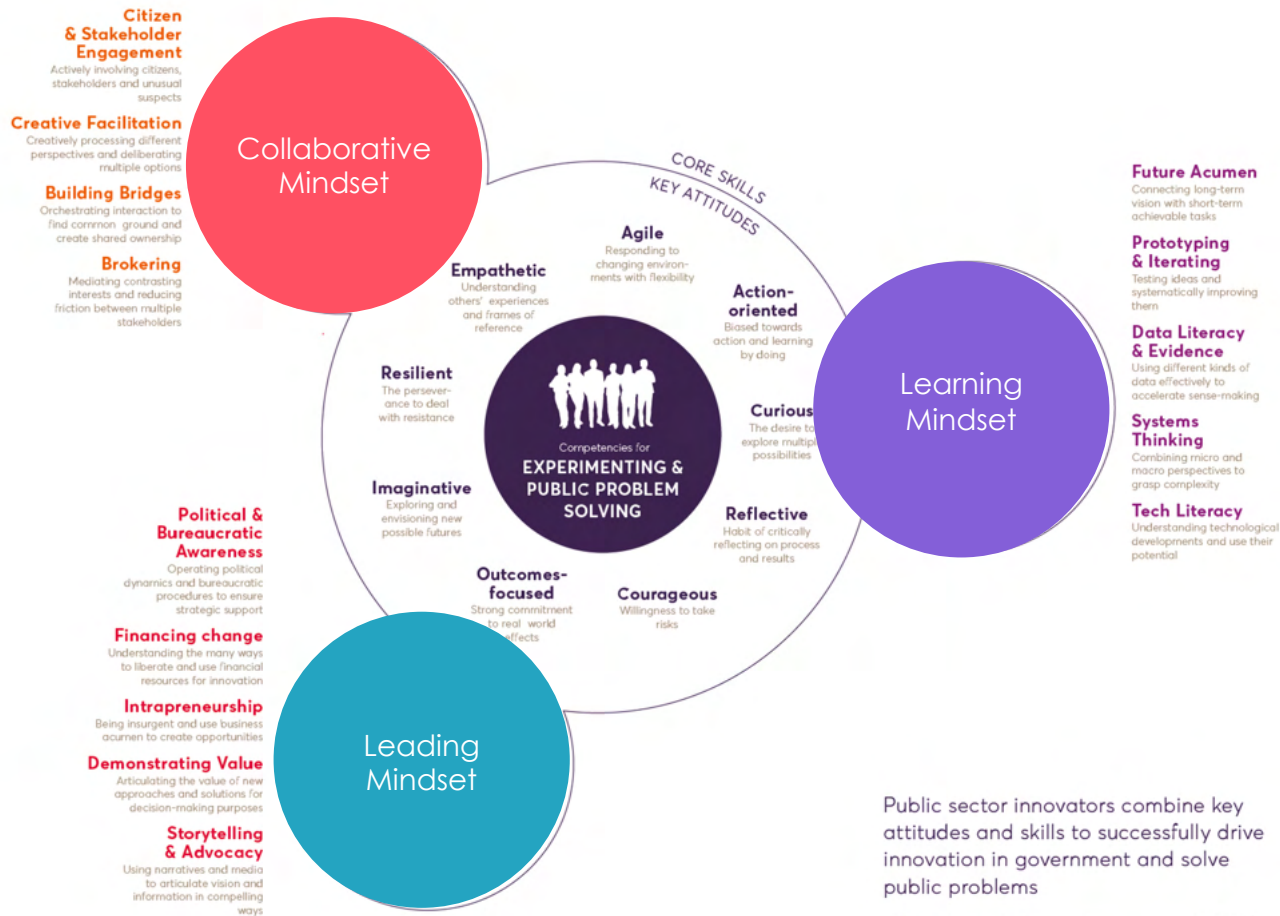 Citizen
& Stakeholder
Engagement
Actively involving citizens,
stakeholders and unusual
suspects
Creative Facilitation
Creatively processing different
perspectives and deliberating
multiple options
Building Bridges
Orchestrating interaction to
find common ground and
create shared ownership
Brokering
Mediating contrasting
interests and reducing
friction between multiple
stakeholders
Collaborative
Mindset
CORE SKILLS
KEY ATTITUDES
Agile
Responding to
changing environ-
ments with flexibility
Empathetic
Understanding
others' experiences
and frames of
reference
Action-
oriented
Biased towards
action and learning
by doing
Resilient
The persever-
ance to deal
with resistance
Curious
The desire to
explore multiple
possibilities
Imaginative
Exploring and
envisioning new
possible futures
Reflective
Habit of critically
reflecting on process
and results
Outcomes-
focused
Strong commitment
to real world
effects
Courageous
Willingness to take
risks
Competencies for
EXPERIMENTING &
PUBLIC PROBLEM
SOLVING
Learning
Mindset
Future Acumen
Connecting long-term
vision with short-term
achievable tasks
Prototyping
& Iterating
Testing ideas and
systematically improving
them
Data Literacy
& Evidence
Using different kinds of
data effectively to
accelerate sense-making
Systems
Thinking
Combining micro and
macro perspectives to
grasp complexity
Tech Literacy
Understanding technological
developments and use their
potential
Political &
Bureaucratic
Awareness
Operating political
dynamics and bureaucratic
procedures to ensure
strategic support
Financing change
Understanding the many ways
to liberate and use financial
resources for innovation
Intrapreneurship
Being insurgent and use business
acumen to create opportunities
Demonstrating Value
Articulating the value of new
approaches and solutions for
decision-making purposes
Storytelling
& Advocacy
Using narratives and media
to articulate vision and
information in compelling
ways
Leading
Mindset
Public sector innovators combine key
attitudes and skills to successfully drive
innovation in government and solve
public problems